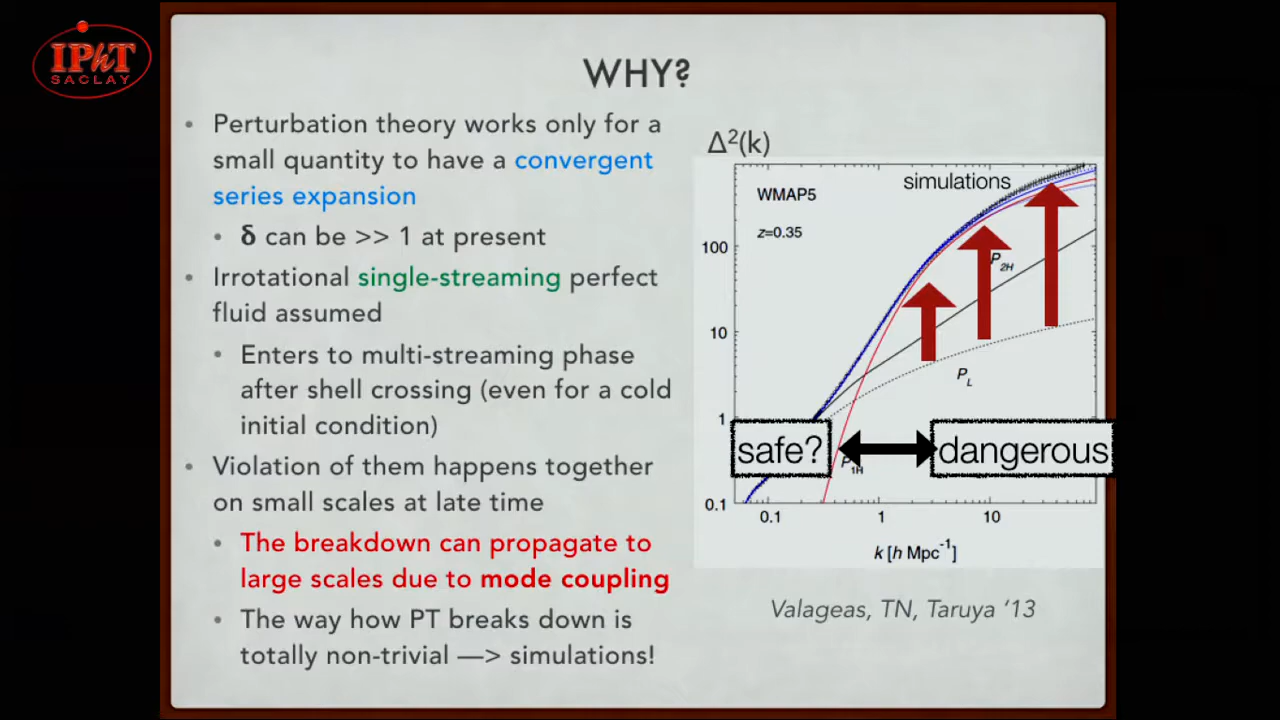 IPhT
SACLAY
WHY?
• Perturbation theory works only for a
small quantity to have a convergent
series expansion
• δ can be >> 1 at present
• Irrotational single-streaming perfect
fluid assumed
• Enters to multi-streaming phase
after shell crossing (even for a cold
initial condition)
• Violation of them happens together
on small scales at late time
• The breakdown can propagate to
large scales due to mode coupling
• The way how PT breaks down is
totally non-trivial —> simulations!
Δ²(k)
simulations
WMAP5
z=0.35
100
P2H
10
PL
1
safe?
dangerous
P1H
0.1
0.1
1
10
k [h Mpc⁻¹]
Valageas, TN, Taruya ’13